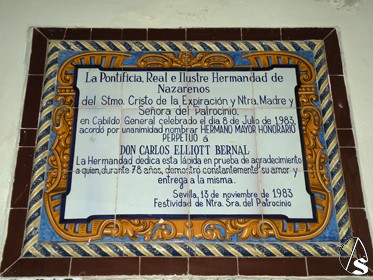 La Pontificia, Real e Ilustre Hermandad de
Nazarenos
del Stmo. Cristo de la Expiración y Ntra. Madre y
Señora del Patrocinio,
en Cabildo General celebrado el día 8 de Julio de 1983,
acordó por unanimidad nombrar HERMANO MAYOR HONORARIO
PERPETUO á
DON CARLOS ELLIOTT BERNAL
La Hermandad dedica esta lápida en prueba de agradecimiento
a quien, durante 78 años, demostró constantemente su amor y
entrega a la misma.
Sevilla, 13 de noviembre de 1983
Festividad de Ntra. Sra. del Patrocinio